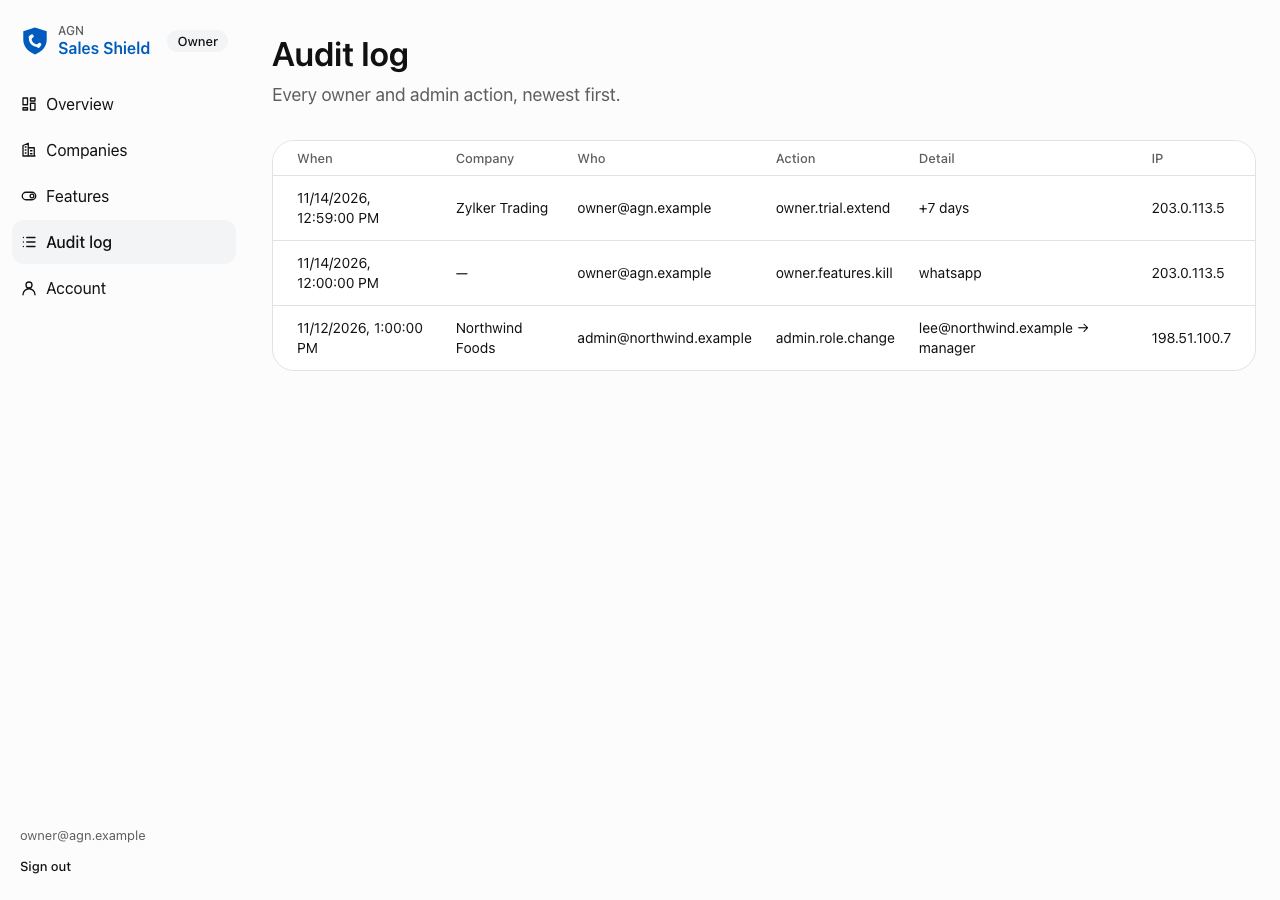 AGN
Sales Shield
Owner
Overview
Companies
Features
Audit log
Account
owner@agn.example
Sign out
Audit log
Every owner and admin action, newest first.
When Company Who Action Detail IP
11/14/2026, 12:59:00 PM Zylker Trading owner@agn.example owner.trial.extend +7 days 203.0.113.5
11/14/2026, 12:00:00 PM — owner@agn.example owner.features.kill whatsapp 203.0.113.5
11/12/2026, 1:00:00 PM Northwind Foods admin@northwind.example admin.role.change lee@northwind.example → manager 198.51.100.7